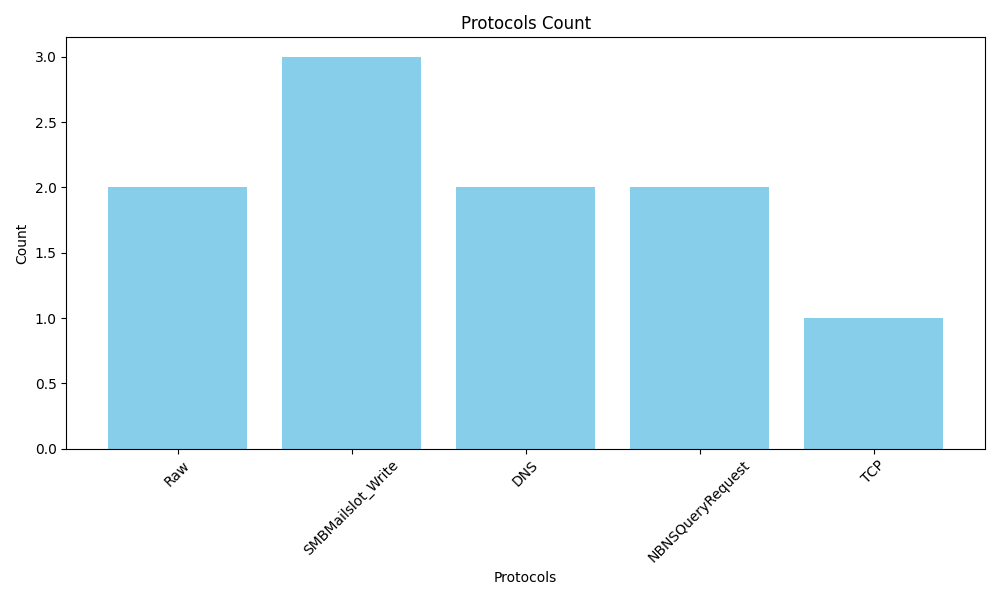 Protocols Count
Count
3.0
2.5
2.0
1.5
1.0
0.5
0.0
Raw
SMBMailslot_Write
DNS
NBNSQueryRequest
TCP
Protocols